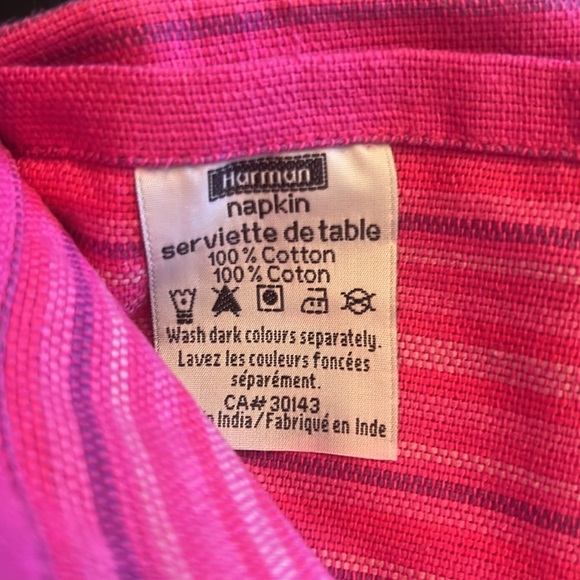 Harman
napkin
serviette de table
100% Cotton
100% Coton
Wash dark colours separately.
Lavez les couleurs foncées
séparément.
CA# 30143
India/Fabriqué en Inde